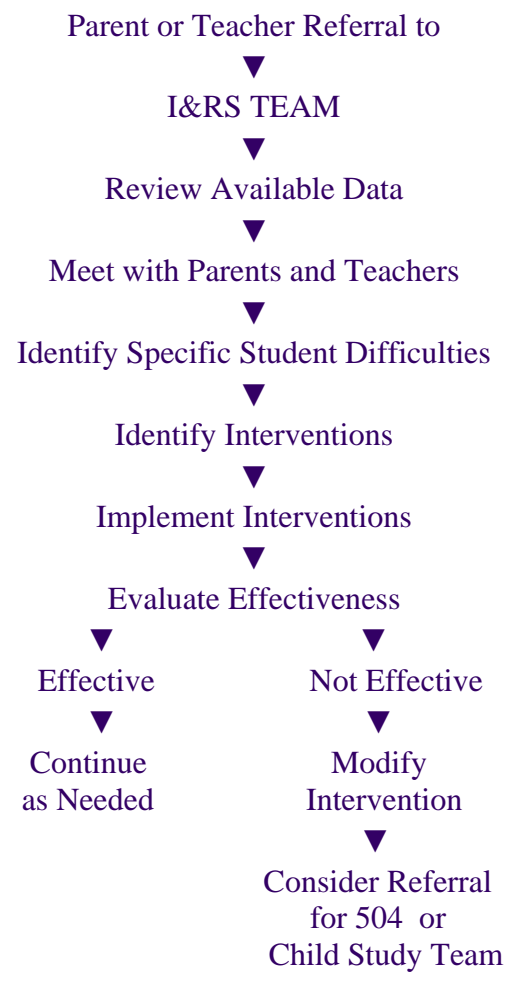 Parent or Teacher Referral to
▼
I&RS TEAM
▼
Review Available Data
▼
Meet with Parents and Teachers
▼
Identify Specific Student Difficulties
▼
Identify Interventions
▼
Implement Interventions
▼
Evaluate Effectiveness
▼ ▼
Effective Not Effective
▼ ▼
Continue Modify
as Needed Intervention
▼
Consider Referral
for 504 or
Child Study Team